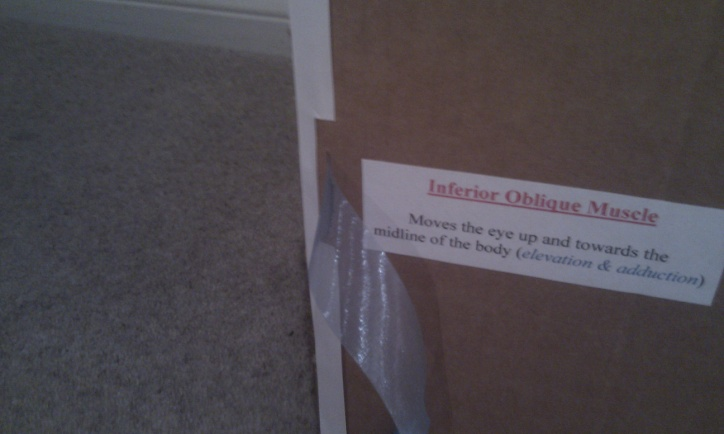 Inferior Oblique Muscle
Moves the eye up and towards the
midline of the body (elevation & adduction)